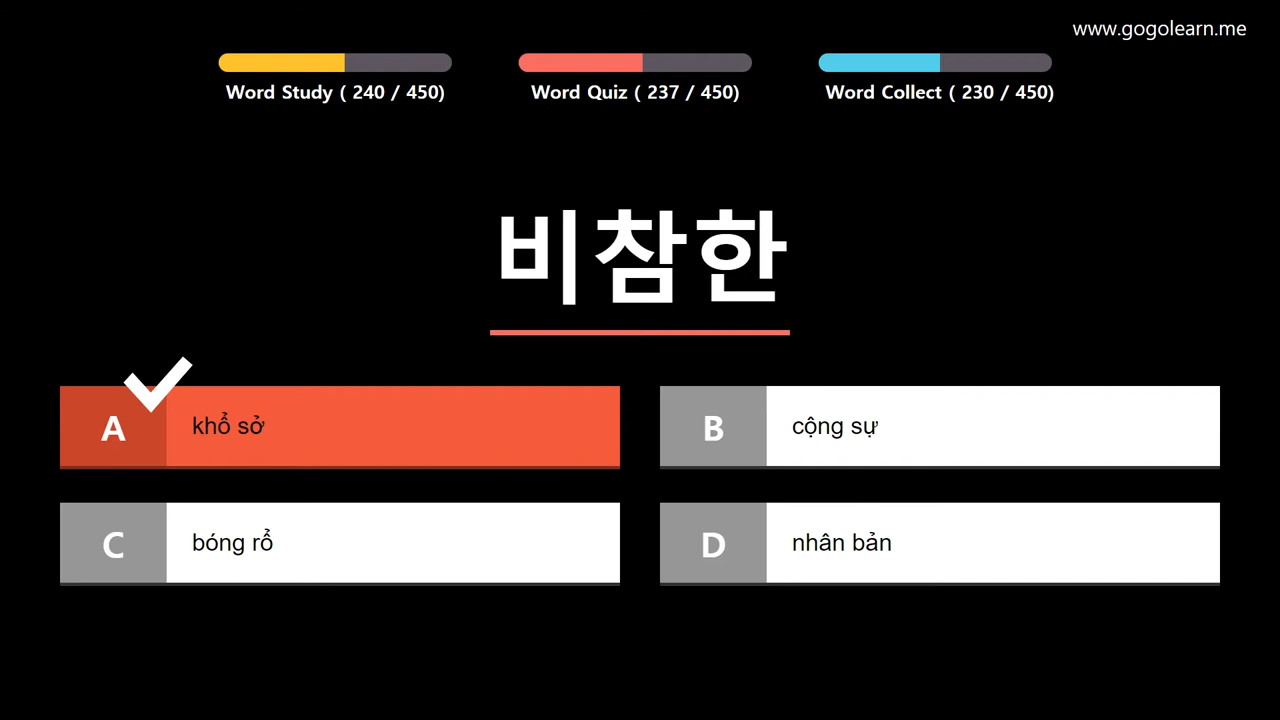 www.gogolearn.me
Word Study ( 240 / 450)
Word Quiz ( 237 / 450)
Word Collect ( 230 / 450)
비참한
A khổ sở
B cộng sự
C bóng rổ
D nhân bản